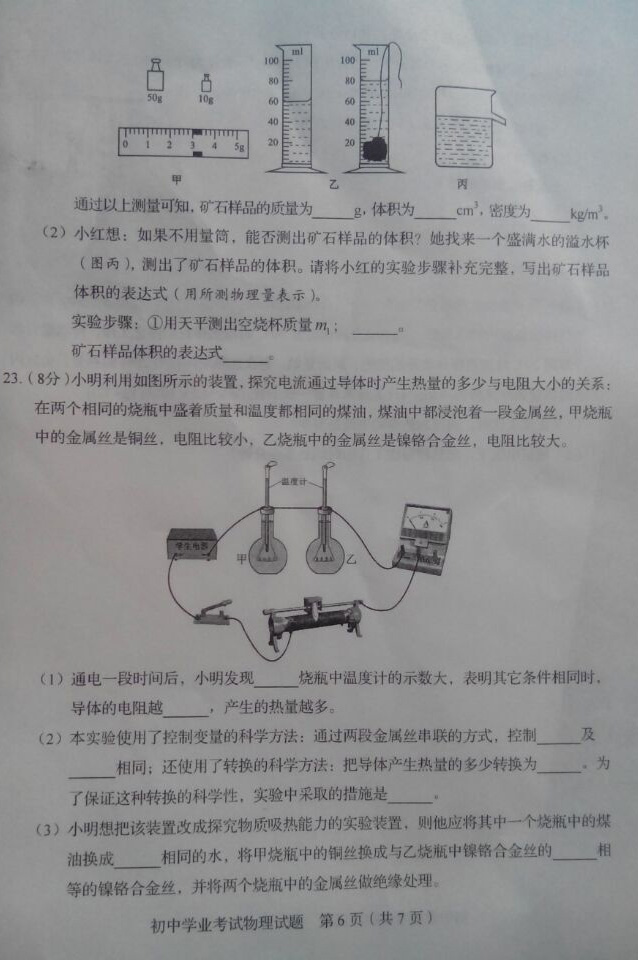 50g 10g
0 1 2 3 4 5g
甲
ml
100
80
60
40
20
ml
100
80
60
40
20
乙
丙
通过以上测量可知，矿石样品的质量为_____g，体积为_____cm³，密度为_____kg/m³。
（2）小红想：如果不用量筒，能否测出矿石样品的体积？她找来一个盛满水的溢水杯
（图丙），测出了矿石样品的体积。请将小红的实验步骤补充完整，写出矿石样品
体积的表达式（用所测物理量表示）。
实验步骤：①用天平测出空烧杯质量m₁； _____。
矿石样品体积的表达式_____。
23.（8分）小明利用如图所示的装置，探究电流通过导体时产生热量的多少与电阻大小的关系：
在两个相同的烧瓶中盛着质量和温度都相同的煤油，煤油中都浸泡着一段金属丝，甲烧瓶
中的金属丝是铜丝，电阻比较小，乙烧瓶中的金属丝是镍铬合金丝，电阻比较大。
温度计
学生电源
甲
乙
（1）通电一段时间后，小明发现_____烧瓶中温度计的示数大，表明其它条件相同时，
导体的电阻越_____，产生的热量越多。
（2）本实验使用了控制变量的科学方法：通过两段金属丝串联的方式，控制_____及
_____相同；还使用了转换的科学方法：把导体产生热量的多少转换为_____。为
了保证这种转换的科学性，实验中采取的措施是_____。
（3）小明想把该装置改成探究物质吸热能力的实验装置，则他应将其中一个烧瓶中的煤
油换成_____相同的水，将甲烧瓶中的铜丝换成与乙烧瓶中镍铬合金丝的_____相
等的镍铬合金丝，并将两个烧瓶中的金属丝做绝缘处理。
初中学业考试物理试题 第6页（共7页）